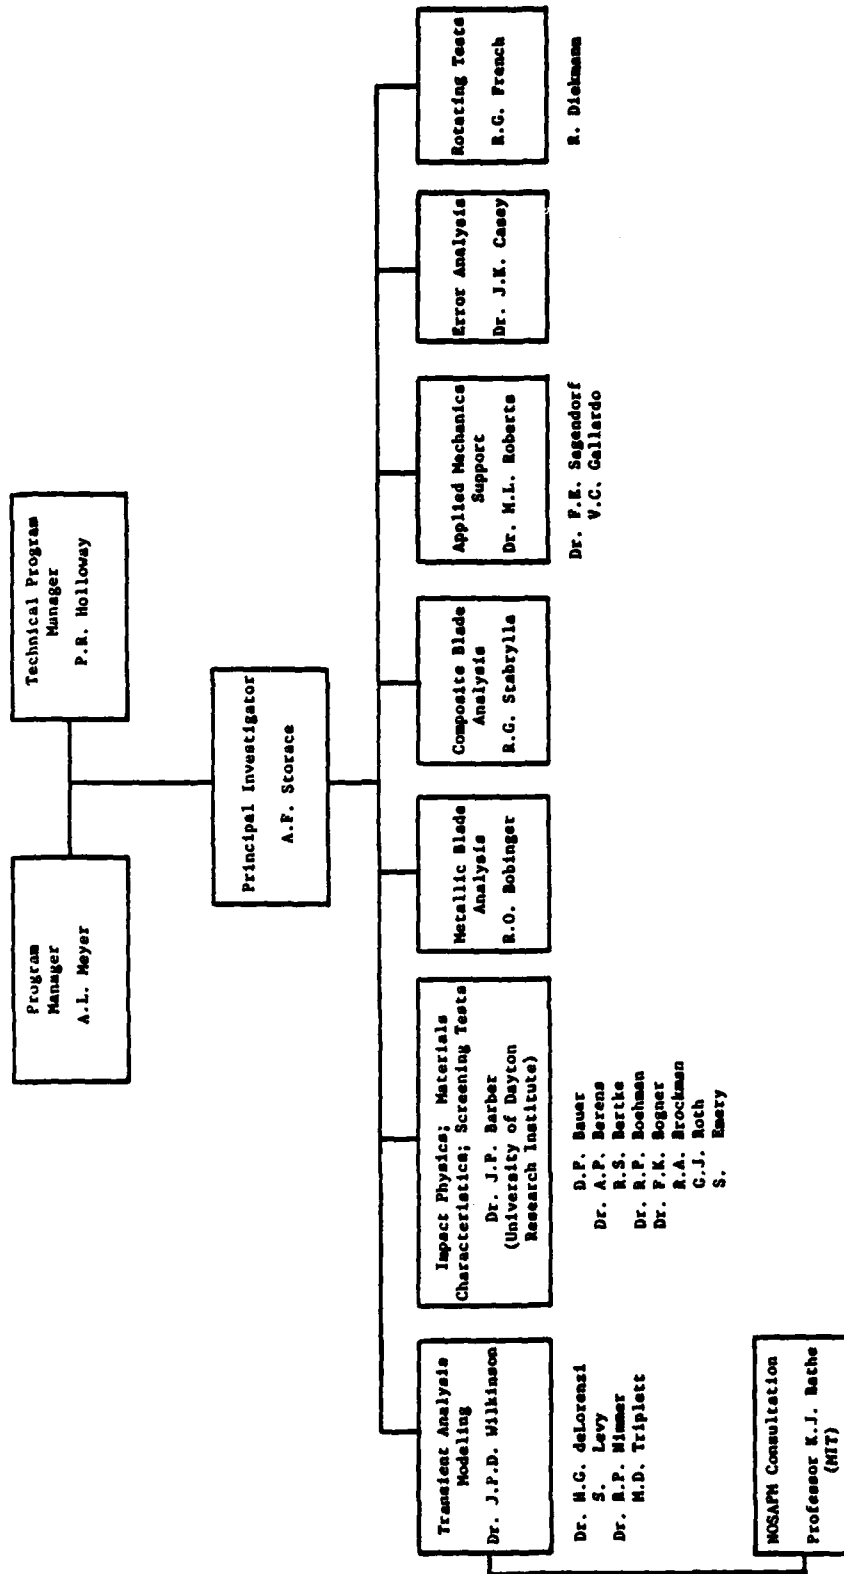 Program
Manager
A.L. Meyer
Technical Program
Manager
P.R. Holloway
Principal Investigator
A.F. Storace
Transient Analysis
Modeling
Dr. J.P.D. Wilkinson
Dr. M.G. deLorenzi
S. Levy
Dr. R.P. Nimmer
M.D. Triplett
NOSAPM Consultation
Professor K.J. Bathe
(MIT)
Impact Physics; Materials
Characteristics; Screening Tests
Dr. J.P. Barber
(University of Dayton
Research Institute)
D.P. Bauer
Dr. A.P. Berens
R.S. Bertke
Dr. R.P. Boehman
Dr. F.K. Bogner
R.A. Brockman
G.J. Roth
S. Emery
Metallic Blade
Analysis
R.O. Bobinger
Composite Blade
Analysis
R.G. Stabrylla
Applied Mechanics
Support
Dr. M.L. Roberts
Dr. F.K. Sagendorf
V.C. Gallardo
Error Analysis
Dr. J.K. Casey
Rotating Tests
R.G. French
R. Diekmann